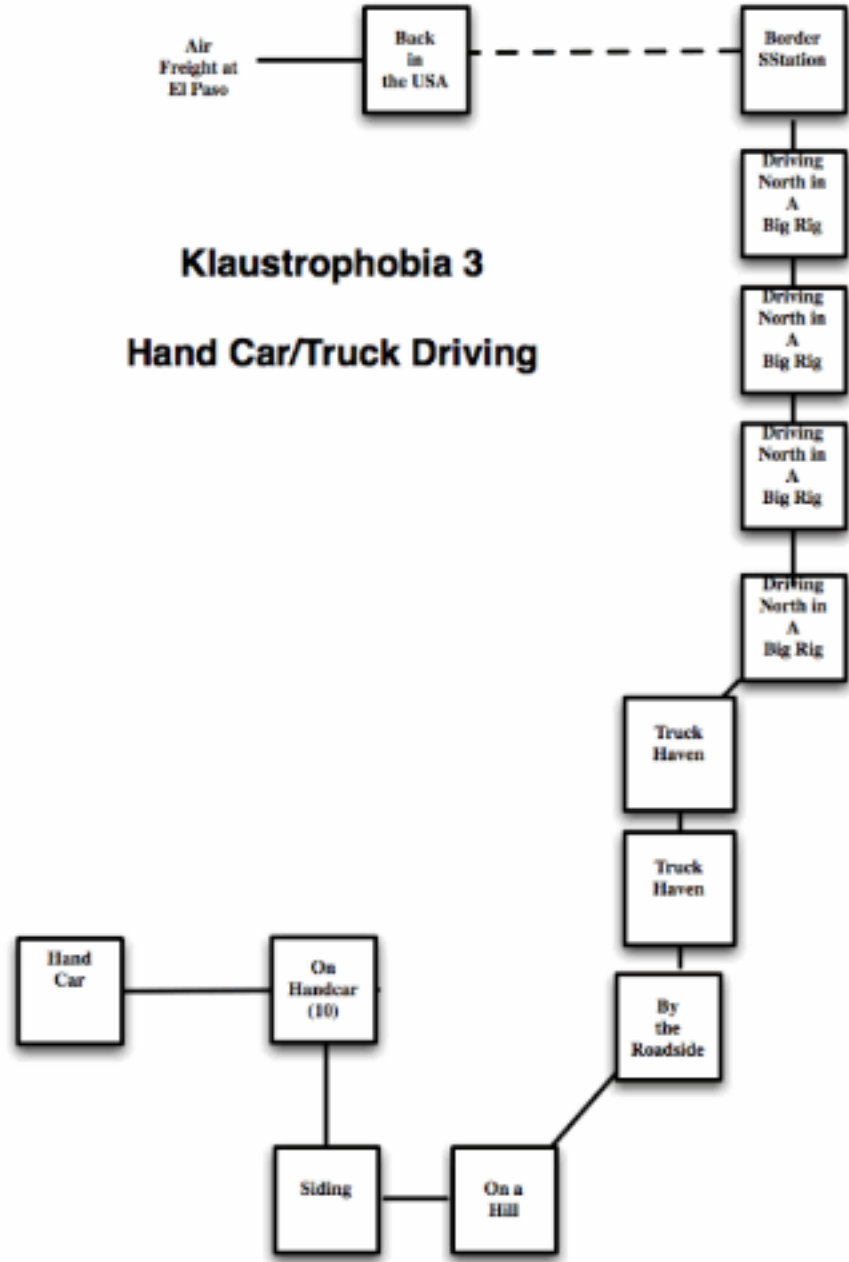 Air
Freight at
El Paso
Back
in
the USA
Border
SStation
Driving
North in
A
Big Rig
Klaustrophobia 3
Hand Car/Truck Driving
Driving
North in
A
Big Rig
Driving
North in
A
Big Rig
Driving
North in
A
Big Rig
Truck
Haven
Truck
Haven
Hand
Car
On
Handcar
(10)
By
the
Roadside
Siding
On a
Hill